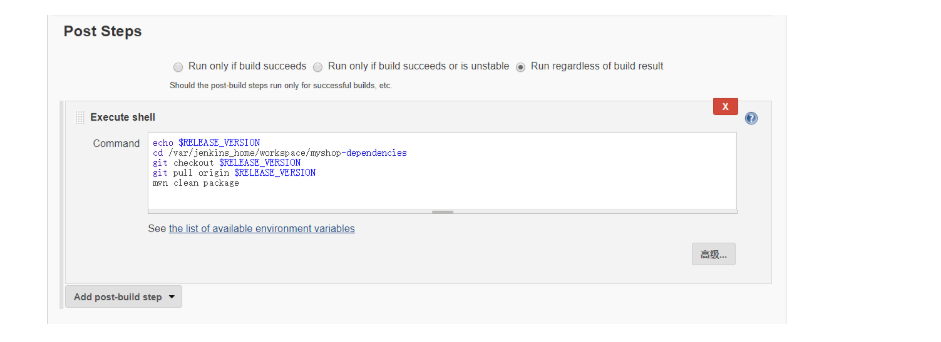 Post Steps
Run only if build succeeds Run only if build succeeds or is unstable Run regardless of build result
Should the post-build steps run only for successful builds, etc.
X
Execute shell
Command
echo $RELEASE_VERSION
cd /var/jenkins_home/workspace/myshop-dependencies
git checkout $RELEASE_VERSION
git pull origin $RELEASE_VERSION
mvn clean package
See the list of available environment variables
高级...
Add post-build step